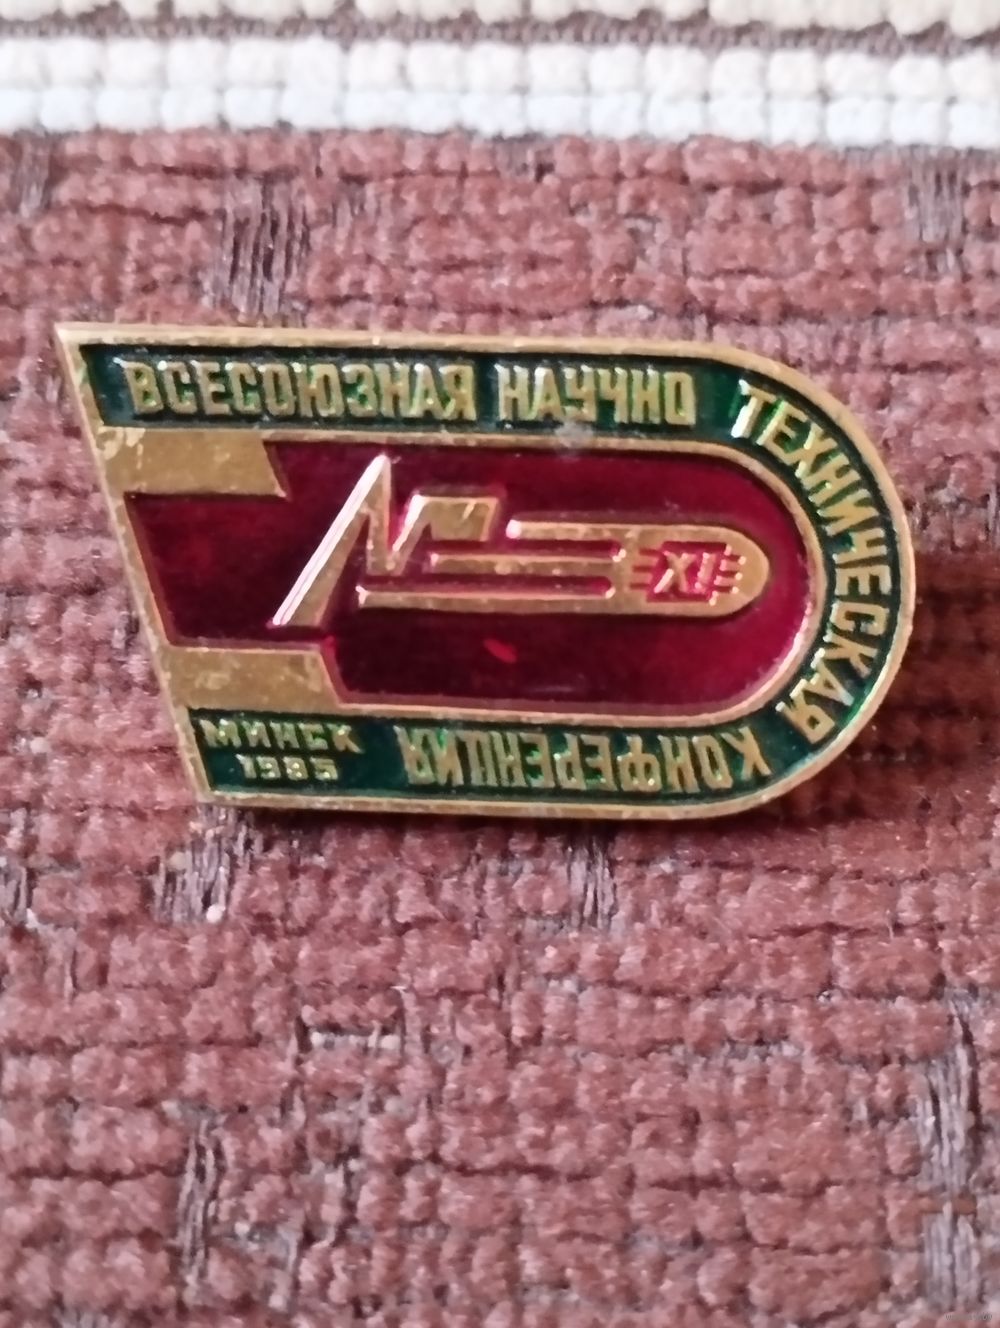 ВСЕСОЮЗНАЯ НАУЧНО ТЕХНИЧЕСКАЯ КОНФЕРЕНЦИЯ
XI
МИНСК
1985